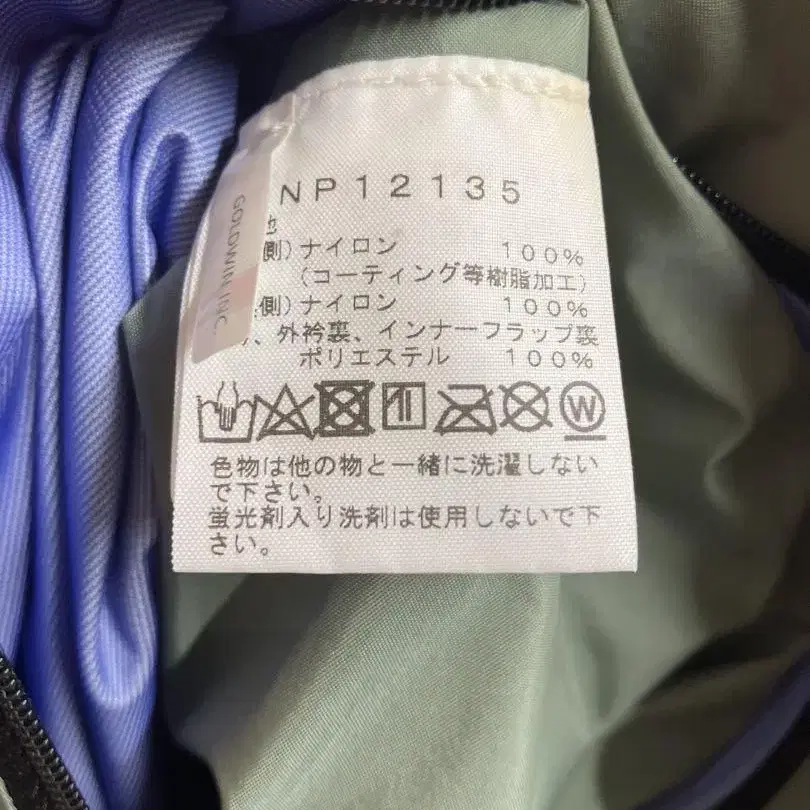 NP12135
GOLDWIN INC.
地
側)ナイロン 100%
(コーティング等樹脂加工)
側)ナイロン 100%
、外衿裏、インナーフラップ裏
ポリエステル 100%
W
色物は他の物と一緒に洗濯しない
で下さい。
蛍光剤入り洗剤は使用しないで下
さい。